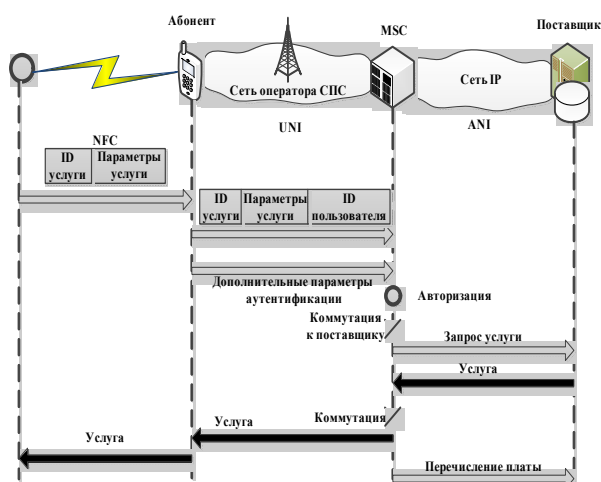 Абонент
MSC
Поставщик
Сеть оператора СПС
Сеть IP
UNI
ANI
NFC
ID
услуги
Параметры
услуги
ID
услуги
Параметры
услуги
ID
пользователя
Дополнительные параметры
аутентификации
Авторизация
Коммутация
к поставщику
Запрос услуги
Услуга
Коммутация
Услуга
Услуга
Перечисление платы